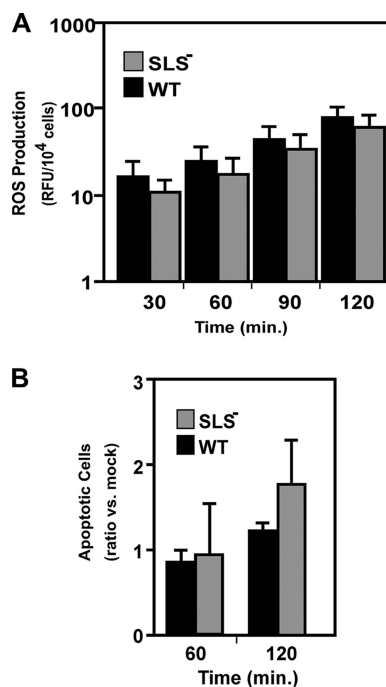 A
1000
100
10
1
ROS Production
(RFU/10⁴ cells)
SLS⁻
WT
30 60 90 120
Time (min.)
B
3
2
1
0
Apoptotic Cells
(ratio vs. mock)
SLS⁻
WT
60 120
Time (min.)